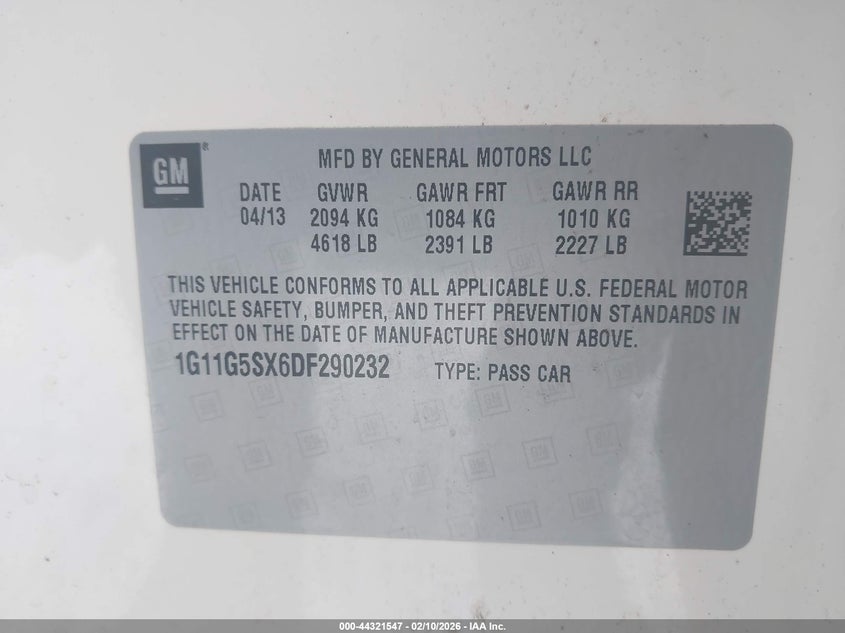 GM
MFD BY GENERAL MOTORS LLC
DATE GVWR GAWR FRT GAWR RR
04/13 2094 KG 1084 KG 1010 KG
4618 LB 2391 LB 2227 LB
THIS VEHICLE CONFORMS TO ALL APPLICABLE U.S. FEDERAL MOTOR
VEHICLE SAFETY, BUMPER, AND THEFT PREVENTION STANDARDS IN
EFFECT ON THE DATE OF MANUFACTURE SHOWN ABOVE.
1G11G5SX6DF290232 TYPE: PASS CAR
000-44321547 - 02/10/2026 - IAA Inc.